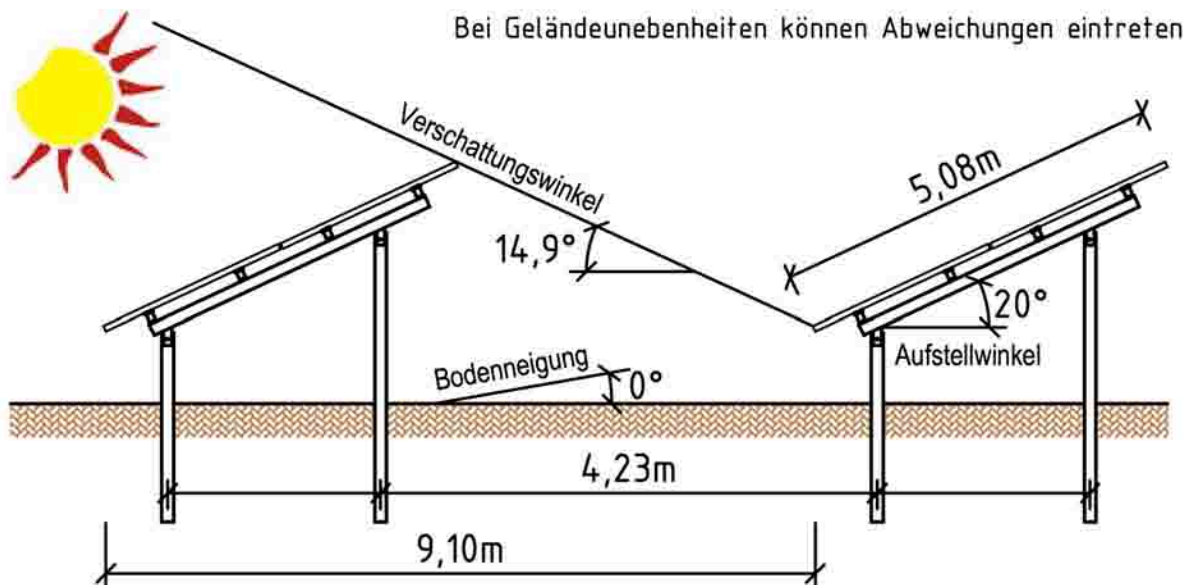 Bei Geländeunebenheiten können Abweichungen eintreten
Verschattungswinkel
14,9°
5,08m
20°
Aufstellwinkel
Bodenneigung
0°
4,23m
9,10m